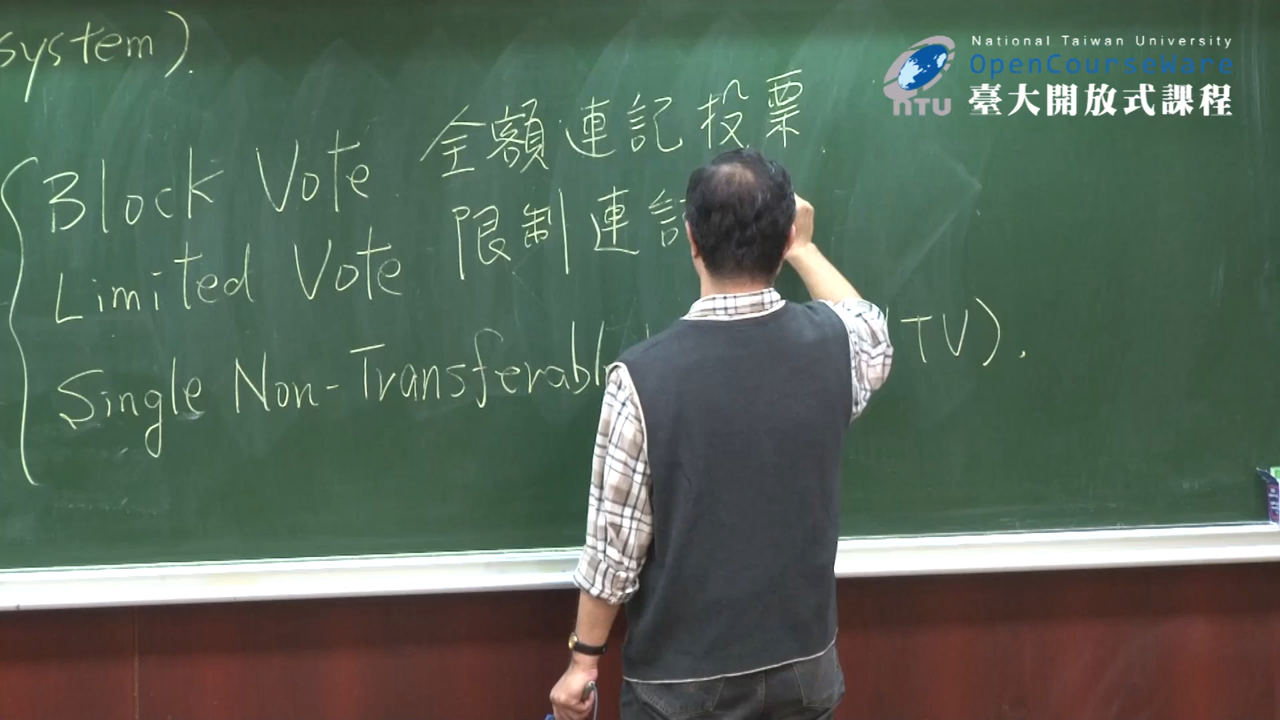 National Taiwan University
OpenCourseWare
NTU 臺大開放式課程
system).
Block Vote. 全額連記投票.
Limited Vote 限制連記
Single Non-Transferabl TV).